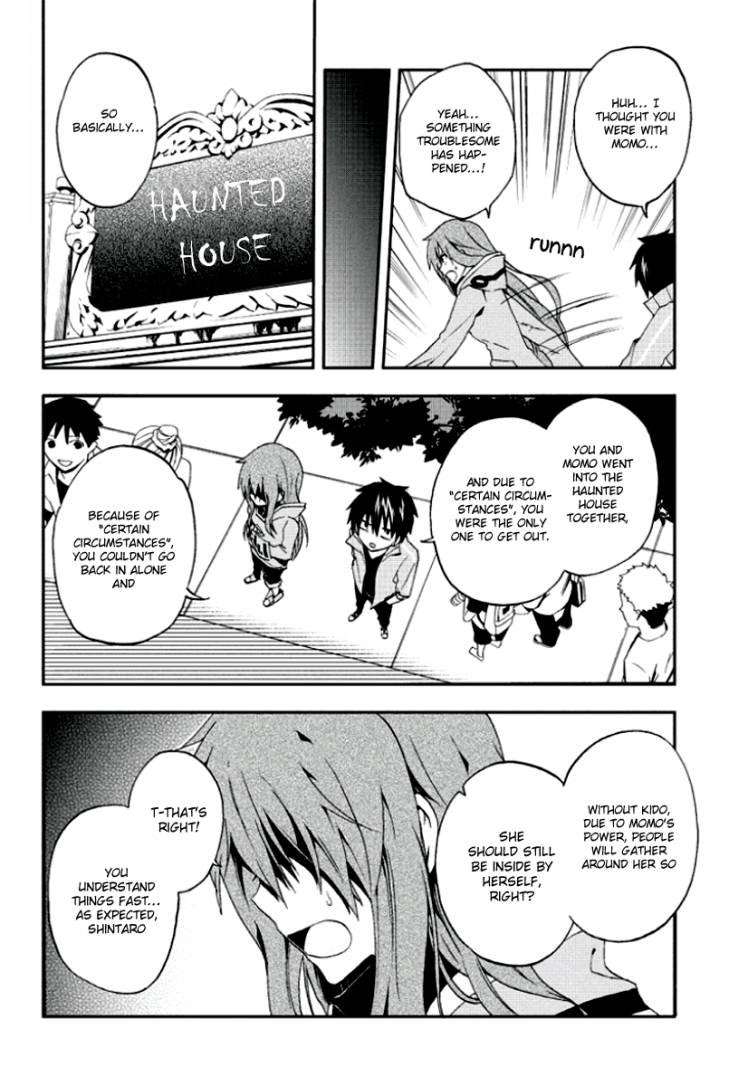 HUH... I
THOUGHT YOU
WERE WITH
MOMO...
YEAH...
SOMETHING
TROUBLESOME
HAS HAP-
PENED...!
runnn
SO
BASICALLY...
HAUNTED
HOUSE
YOU AND
MOMO WENT
INTO THE
HAUNTED
HOUSE
TOGETHER,
AND DUE TO
"CERTAIN CIRCUM-
STANCES", YOU
WERE THE ONLY
ONE TO GET OUT.
BECAUSE OF
"CERTAIN
CIRCUMSTANCES",
YOU COULDN'T GO
BACK IN ALONE
AND
WITHOUT KIDO,
DUE TO MOMO'S
POWER, PEOPLE
WILL GATHER
AROUND HER SO
SHE
SHOULD STILL
BE INSIDE BY
HERSELF,
RIGHT?
T-THAT'S
RIGHT!
YOU
UNDERSTAND
THINGS FAST...
AS EXPECTED,
SHINTARO